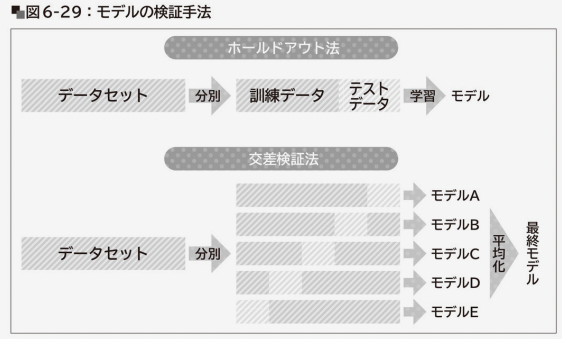 図6-29：モデルの検証手法
ホールドアウト法
データセット
分別
訓練データ
テスト
データ
学習
モデル
交差検証法
データセット
分別
モデルA
モデルB
モデルC
モデルD
モデルE
平均化
最終モデル